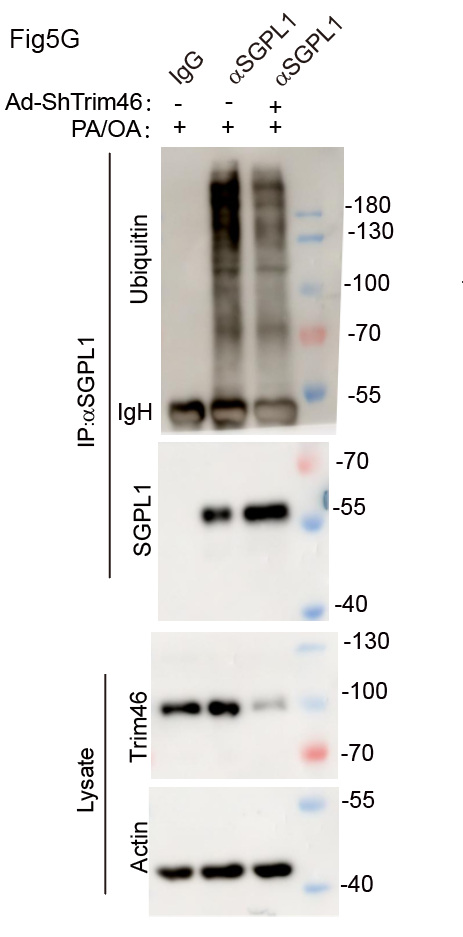 Fig5G
IgG αSGPL1 αSGPL1
Ad-ShTrim46: - - +
PA/OA: + + +
IP:αSGPL1
Ubiquitin
-180
-130
-100
-70
-55
IgH
SGPL1
-70
-55
-40
Lysate
Trim46
-130
-100
-70
Actin
-55
-40